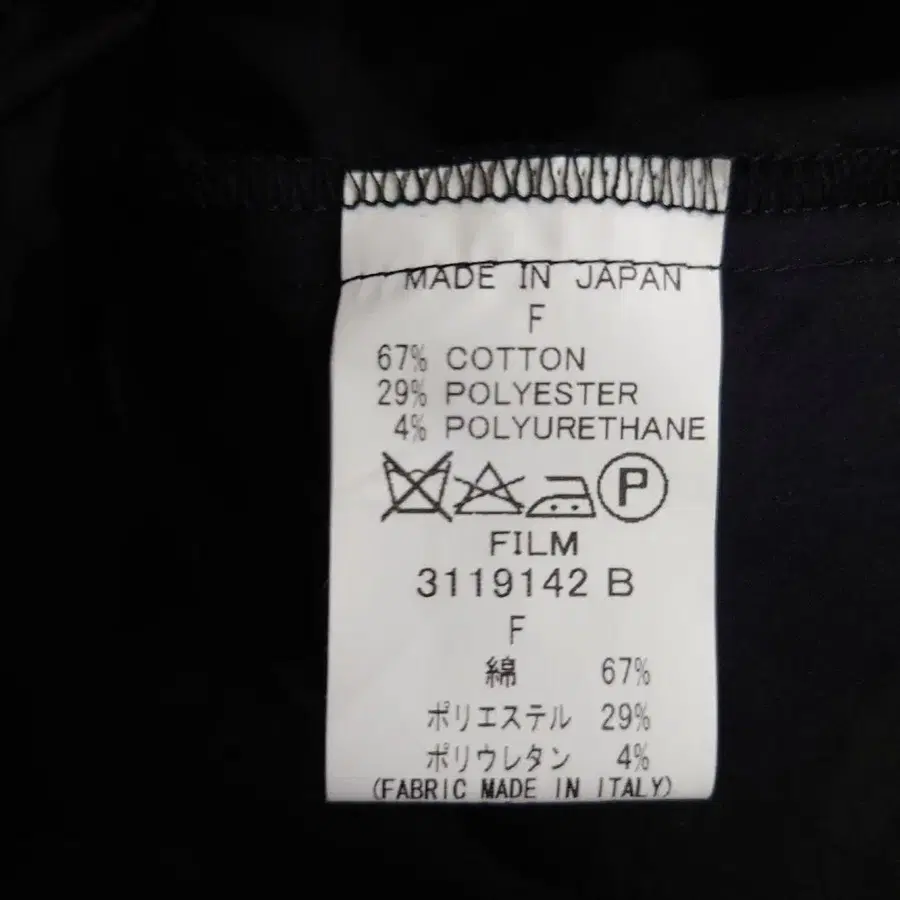 MADE IN JAPAN
F
67% COTTON
29% POLYESTER
4% POLYURETHANE
P
FILM
3119142 B
F
綿 67%
ポリエステル 29%
ポリウレタン 4%
(FABRIC MADE IN ITALY)